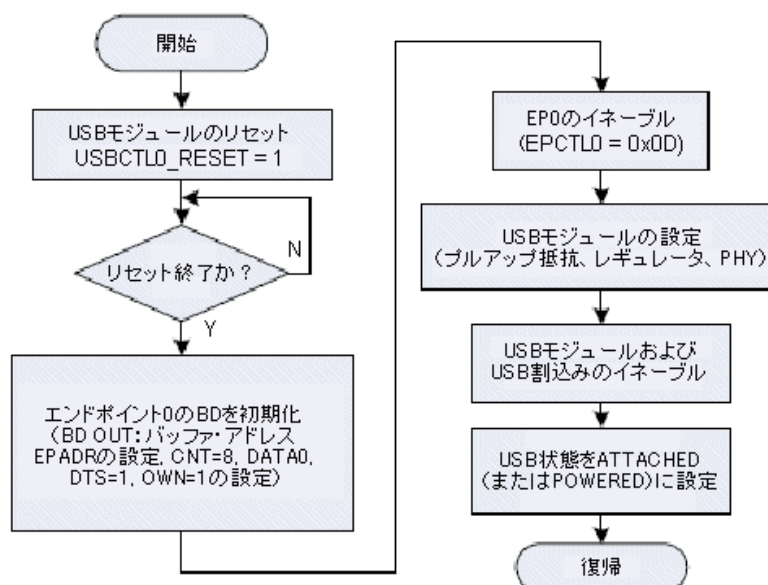 開始
USBモジュールのリセット
USBCTL0_RESET = 1
リセット終了か？
N
Y
エンドポイント0のBDを初期化
（BD OUT：バッファ・アドレス
EPADRの設定, CNT=8, DATA0,
DTS=1, OWN=1の設定）
EP0のイネーブル
(EPCTL0 = 0x0D)
USBモジュールの設定
（プルアップ抵抗、レギュレータ、PHY）
USBモジュールおよび
USB割込みのイネーブル
USB状態をATTACHED
（またはPOWERED）に設定
復帰